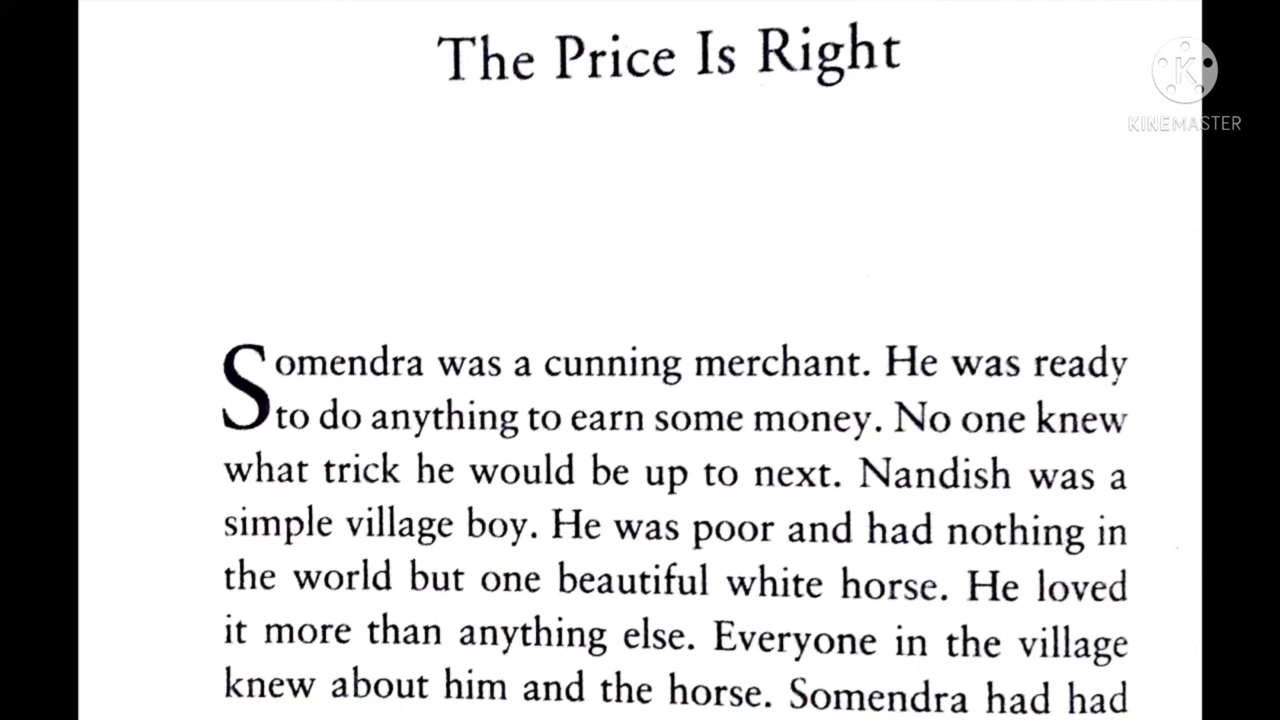 The Price Is Right
KINEMASTER
Somendra was a cunning merchant. He was ready
to do anything to earn some money. No one knew
what trick he would be up to next. Nandish was a
simple village boy. He was poor and had nothing in
the world but one beautiful white horse. He loved
it more than anything else. Everyone in the village
knew about him and the horse. Somendra had had